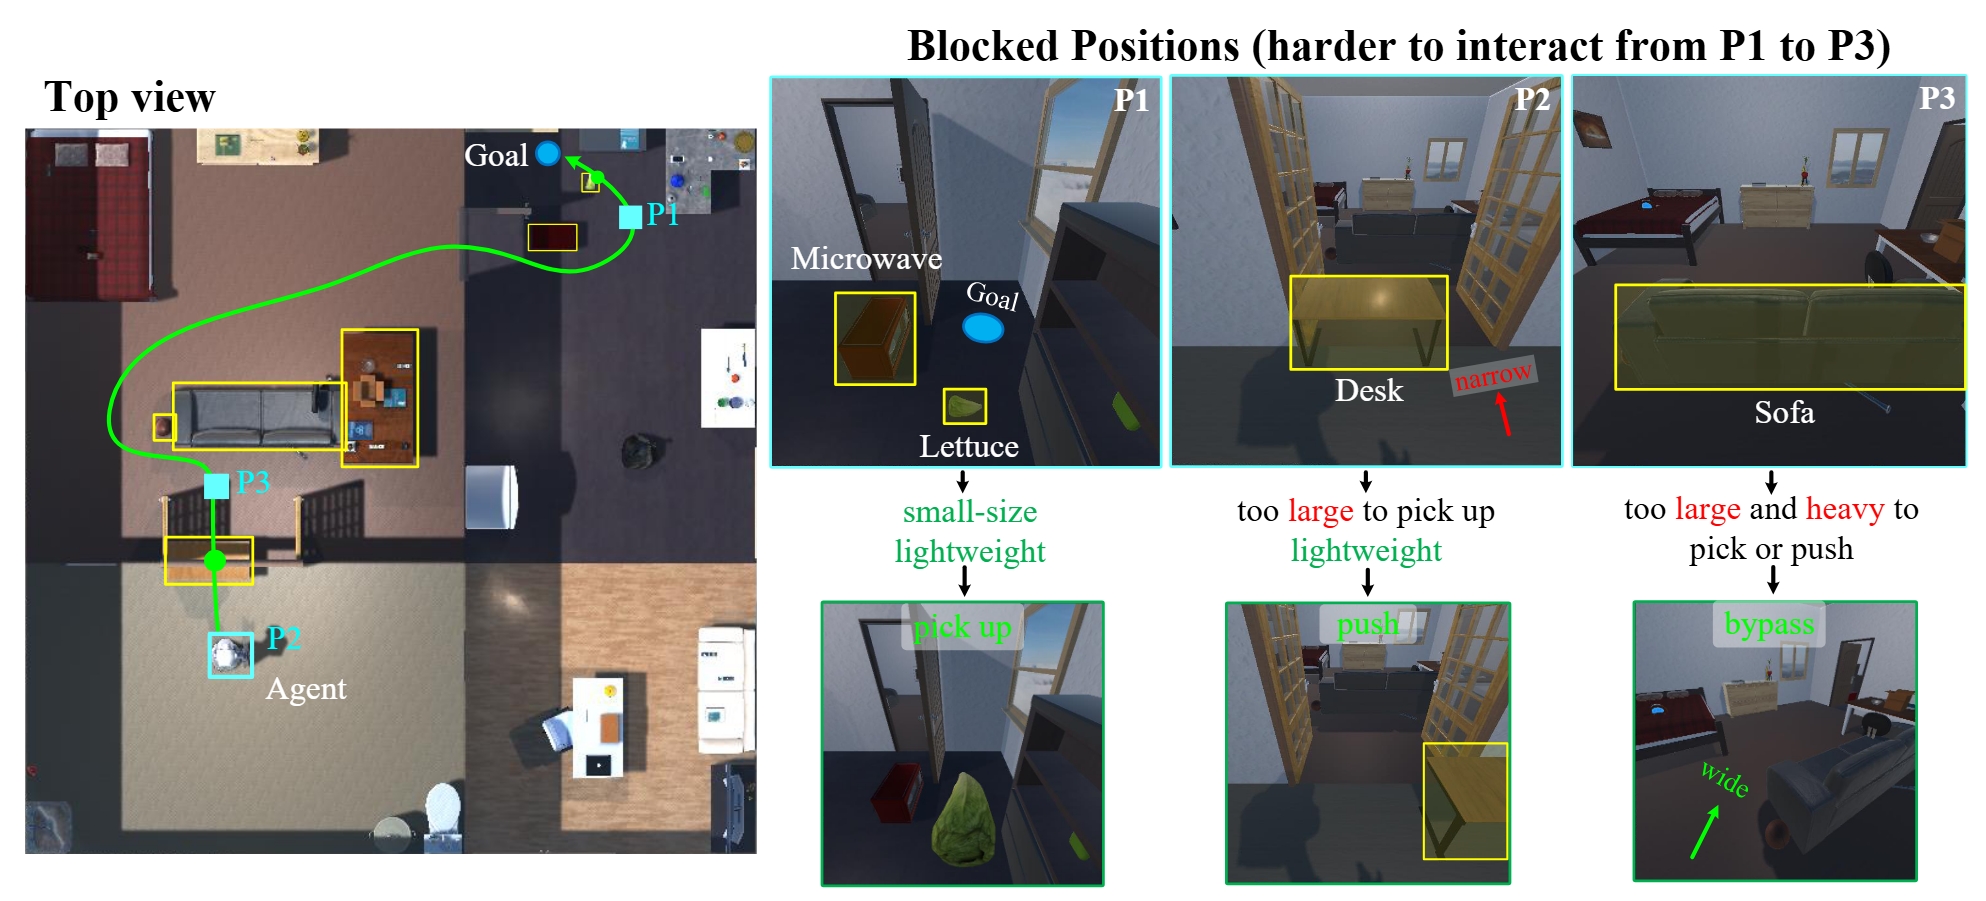 Blocked Positions (harder to interact from P1 to P3)
Top view
Goal
P1
P3
P2
Agent
P1
Microwave
Goal
Lettuce
P2
Desk
narrow
P3
Sofa
small-size
lightweight
too large to pick up
lightweight
too large and heavy to
pick or push
pick up
push
bypass
wide